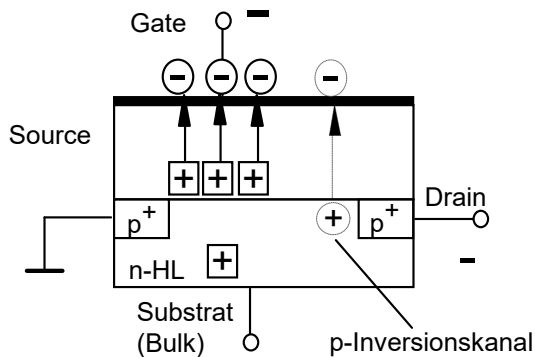 Gate −
− − − −
Source
+ + +
Drain
p+ + p+
−
n-HL +
Substrat
(Bulk)
p-Inversionskanal